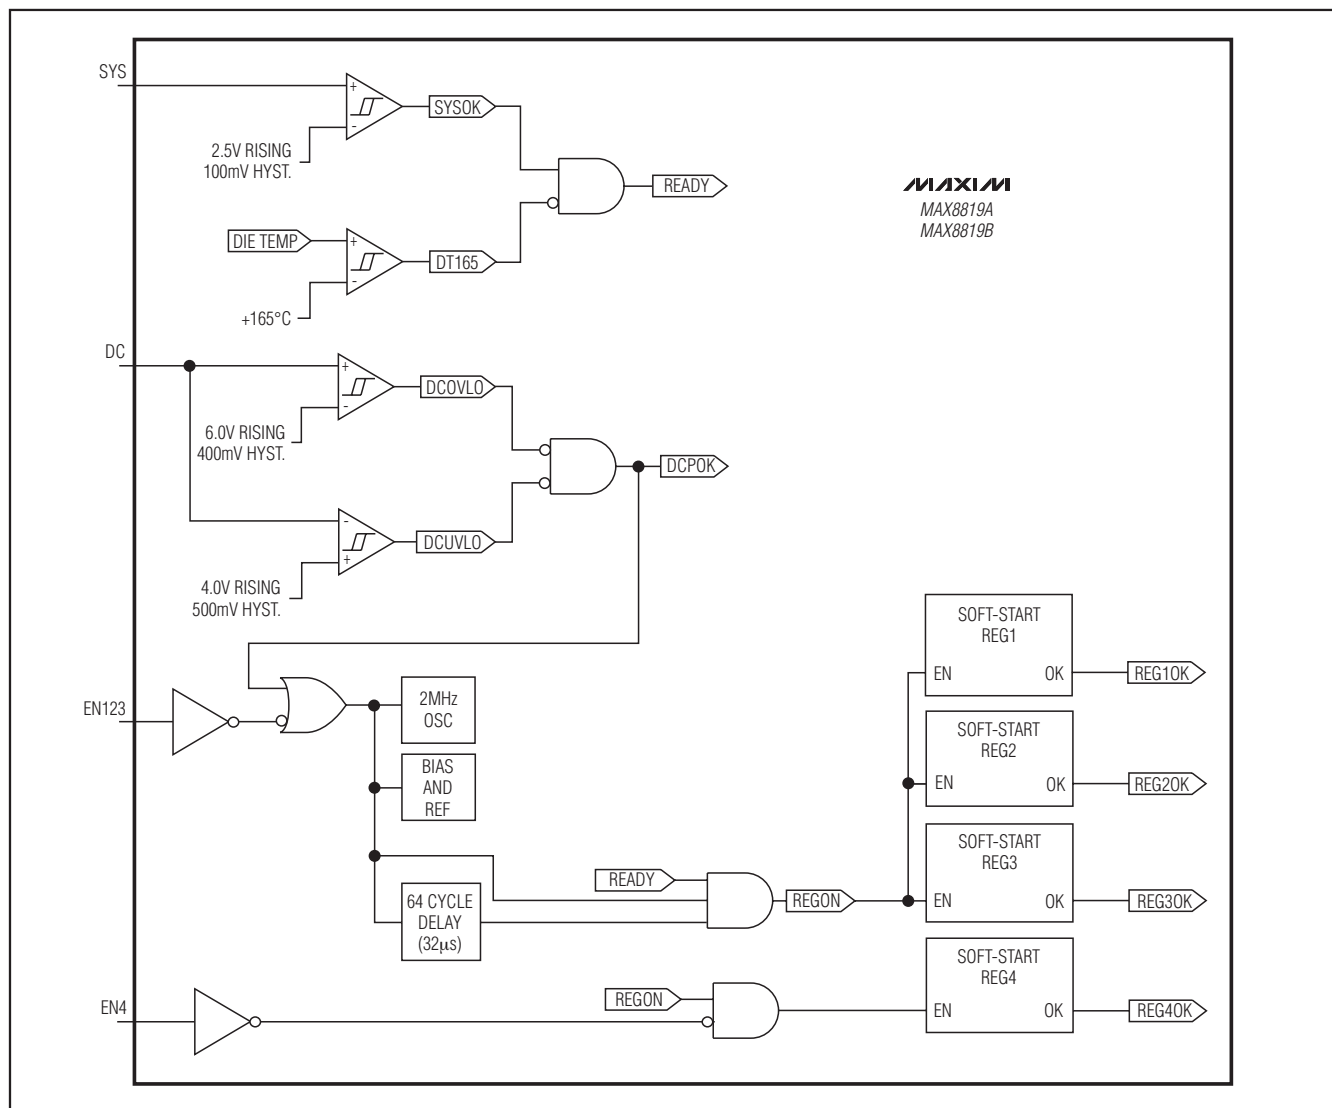 SYS
+
-
SYSOK
2.5V RISING
100mV HYST.
READY
MAXIM
MAX8819A
MAX8819B
DIE TEMP
+
-
DT165
+165°C
DC
+
-
DCOVLO
6.0V RISING
400mV HYST.
DCPOK
-
+
DCUVLO
4.0V RISING
500mV HYST.
SOFT-START
REG1
EN
OK
REG1OK
EN123
2MHz
OSC
SOFT-START
REG2
EN
OK
REG2OK
BIAS
AND
REF
SOFT-START
REG3
EN
OK
REG3OK
READY
REGON
64 CYCLE
DELAY
(32µs)
SOFT-START
REG4
EN
OK
REG4OK
EN4
REGON